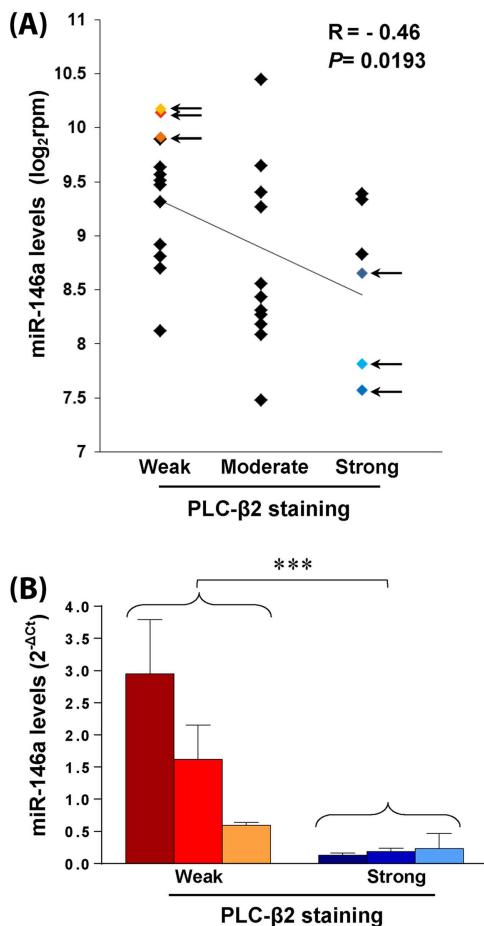 (A)
R = - 0.46
P= 0.0193
miR-146a levels (log₂rpm)
11
10.5
10
9.5
9
8.5
8
7.5
7
Weak Moderate Strong
PLC-β2 staining
(B)
***
miR-146a levels (2⁻ΔCt)
4.0
3.5
3.0
2.5
2.0
1.5
1.0
0.5
0.0
Weak Strong
PLC-β2 staining